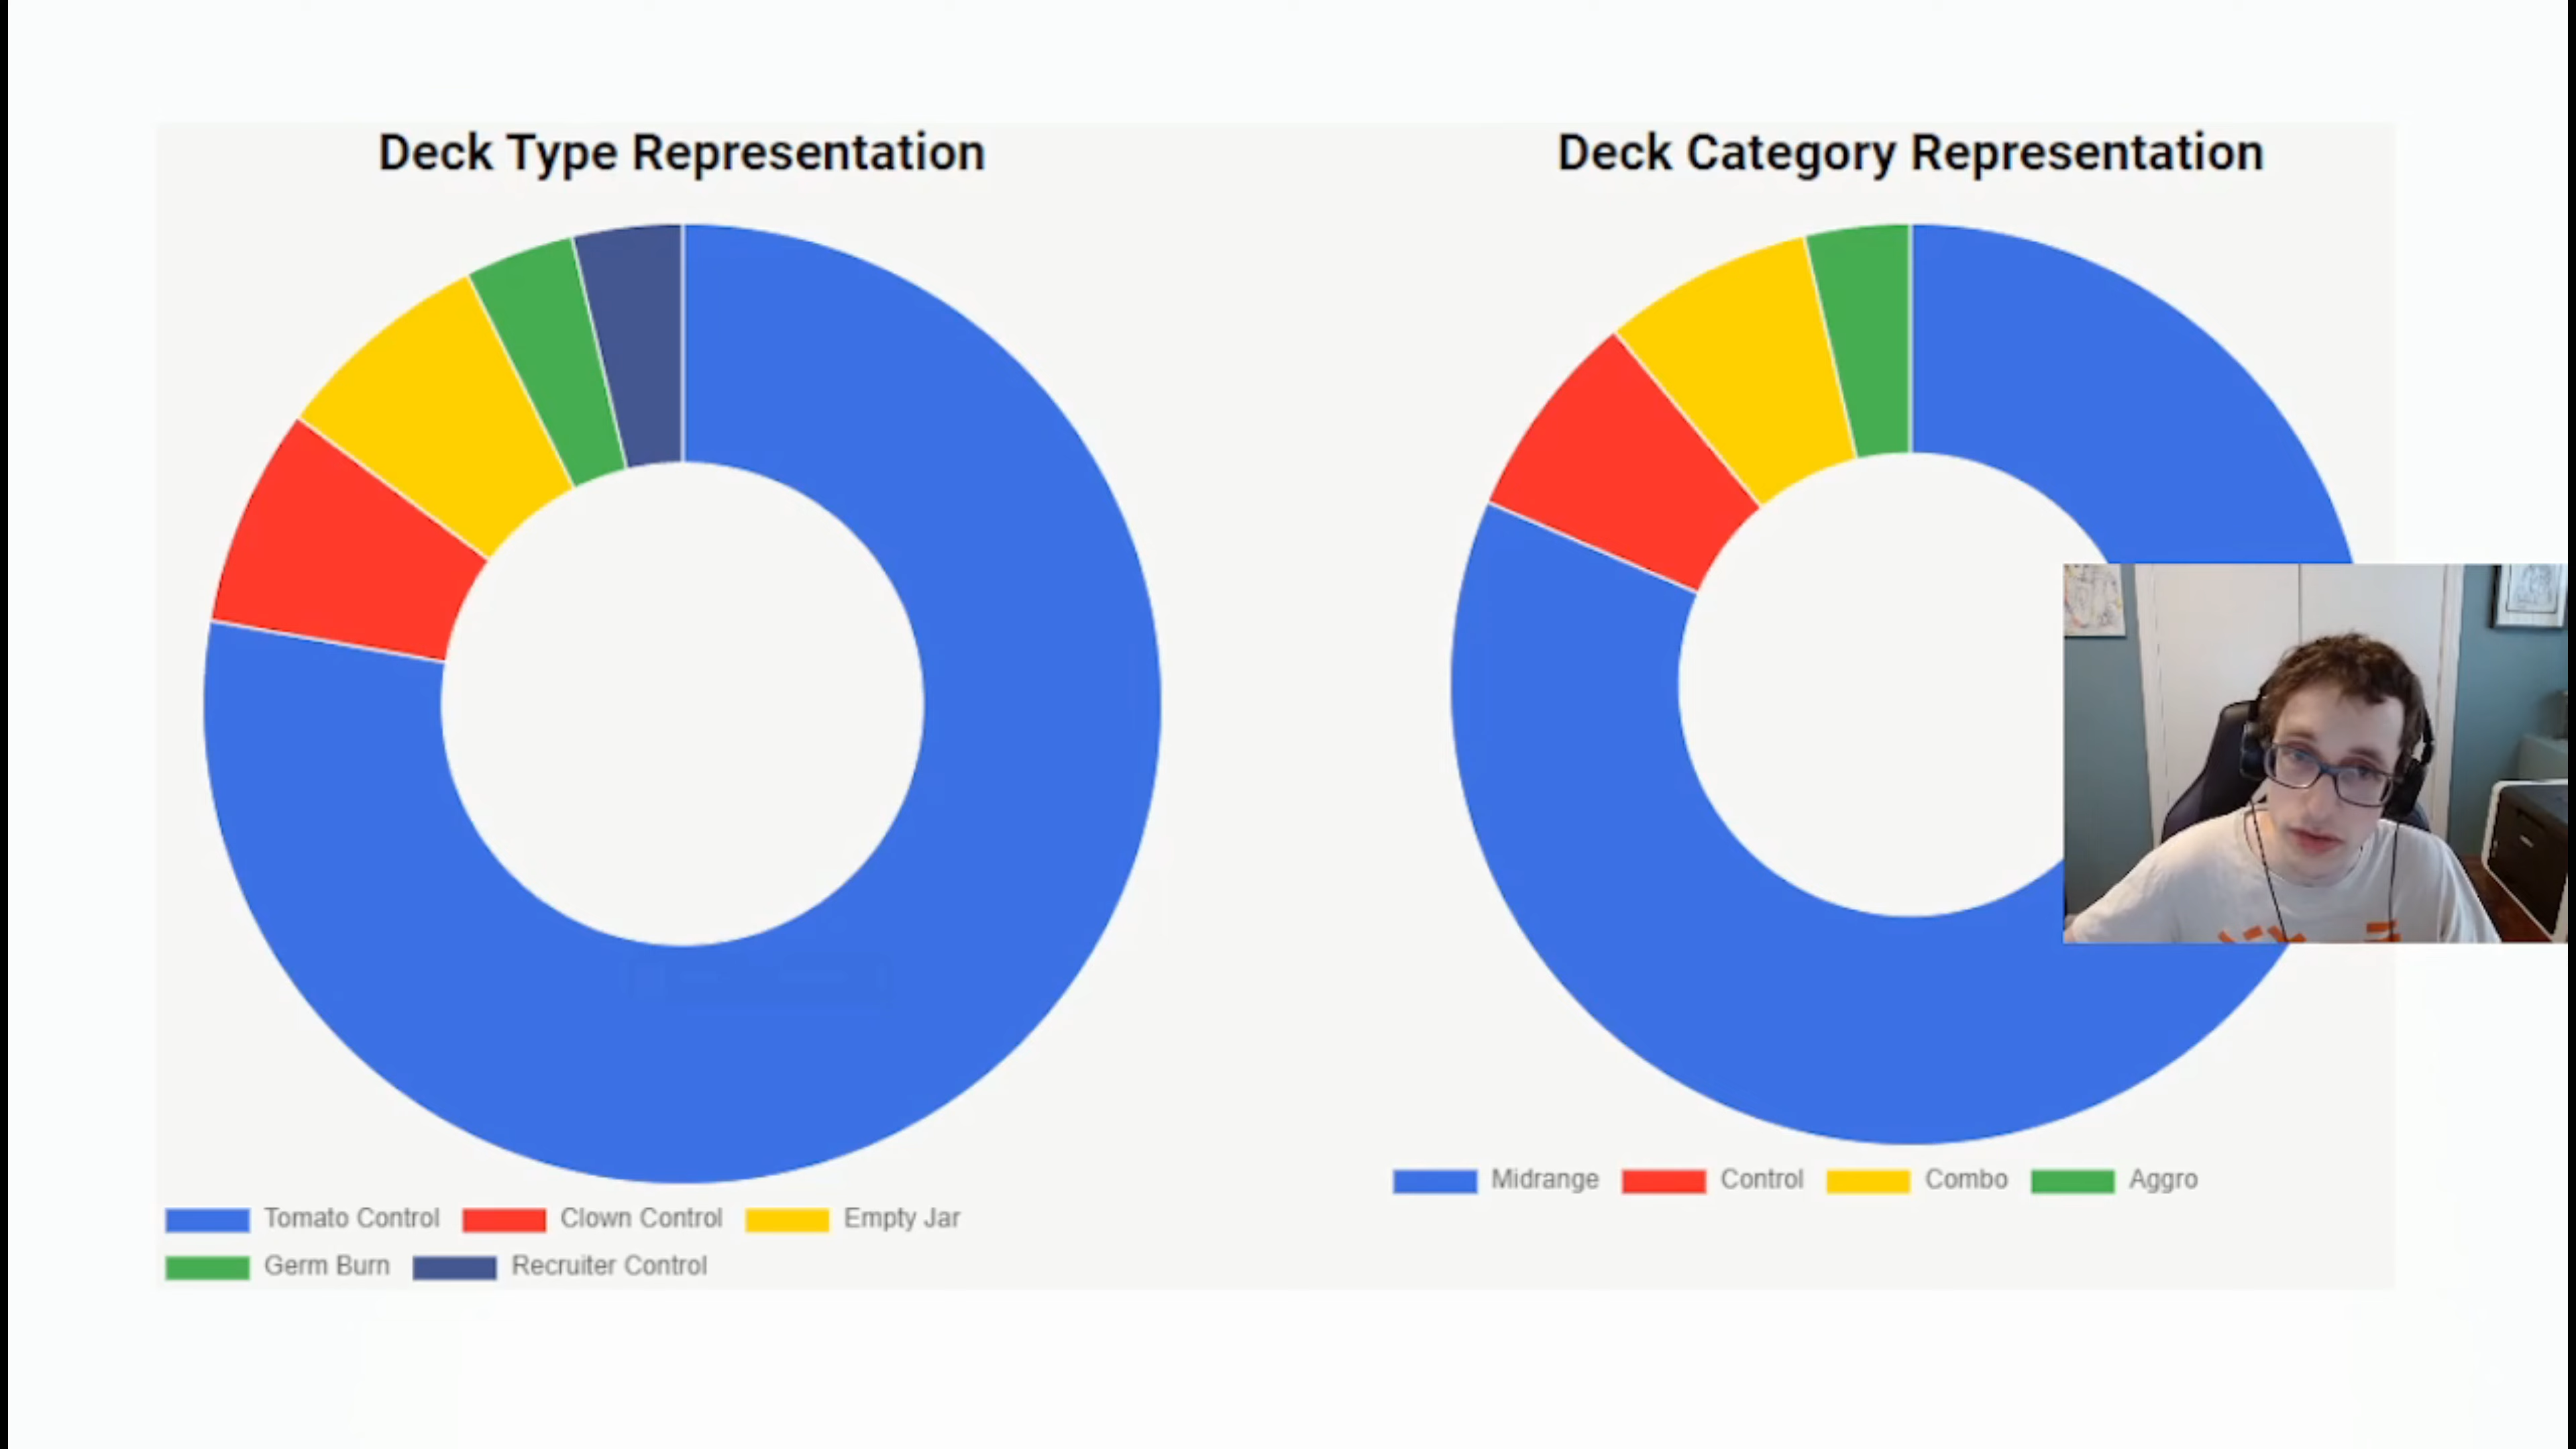 Deck Type Representation
Tomato Control Clown Control Empty Jar
Germ Burn Recruiter Control
Deck Category Representation
Midrange Control Combo Aggro